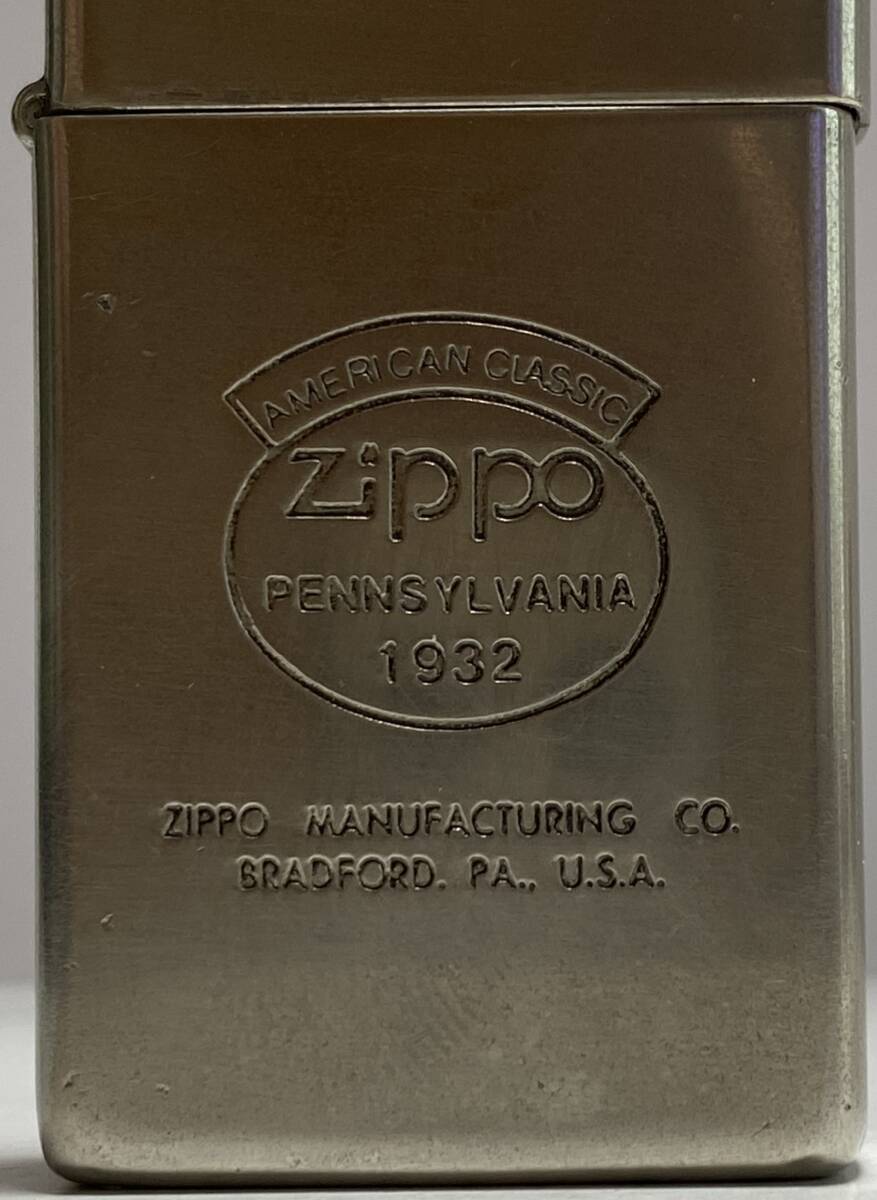 AMERICAN CLASSIC
Zippo
PENNSYLVANIA
1932
ZIPPO MANUFACTURING CO.
BRADFORD. PA., U.S.A.